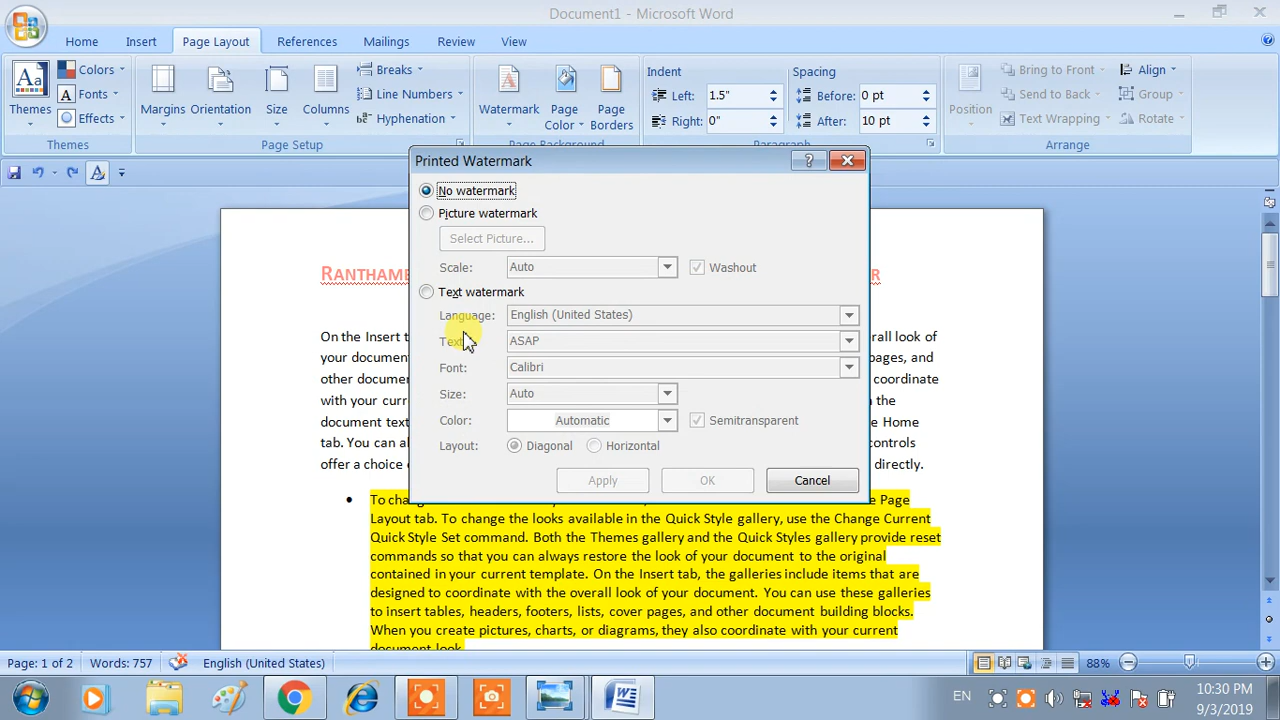 Document1 - Microsoft Word
Home Insert Page Layout References Mailings Review View
Themes
Colors
Fonts
Effects
Themes
Margins
Orientation
Size
Columns
Breaks
Line Numbers
Hyphenation
Page Setup
Watermark
Page Color
Page Borders
Page Background
Indent
Left: 1.5"
Right: 0"
Spacing
Before: 0 pt
After: 10 pt
Position
Bring to Front
Send to Back
Text Wrapping
Align
Group
Rotate
Arrange
Printed Watermark
No watermark
Picture watermark
Select Picture...
Scale: Auto Washout
Text watermark
Language: English (United States)
Text: ASAP
Font: Calibri
Size: Auto
Color: Automatic Semitransparent
Layout: Diagonal Horizontal
Apply OK Cancel
On the Insert look of
your document pages, and
other document coordinate
with your the
document text Home
tab. You can controls
offer a choice directly.
• To change Page
Layout tab. To change the looks available in the Quick Style gallery, use the Change Current
Quick Style Set command. Both the Themes gallery and the Quick Styles gallery provide reset
commands so that you can always restore the look of your document to the original
contained in your current template. On the Insert tab, the galleries include items that are
designed to coordinate with the overall look of your document. You can use these galleries
to insert tables, headers, footers, lists, cover pages, and other document building blocks.
When you create pictures, charts, or diagrams, they also coordinate with your current
document look.
Page: 1 of 2 Words: 757 English (United States) 88%
EN 10:30 PM
9/3/2019